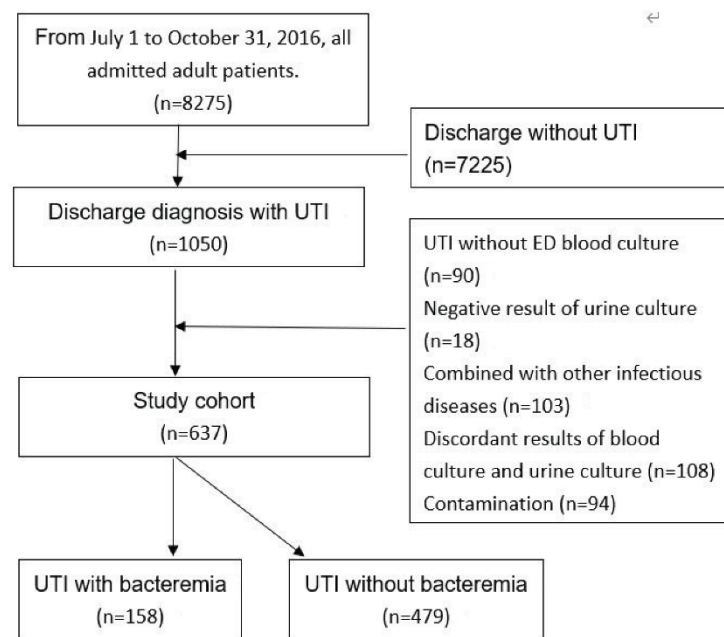 From July 1 to October 31, 2016, all
admitted adult patients.
(n=8275)
Discharge without UTI
(n=7225)
Discharge diagnosis with UTI
(n=1050)
UTI without ED blood culture
(n=90)
Negative result of urine culture
(n=18)
Combined with other infectious
diseases (n=103)
Discordant results of blood
culture and urine culture (n=108)
Contamination (n=94)
Study cohort
(n=637)
UTI with bacteremia
(n=158)
UTI without bacteremia
(n=479)